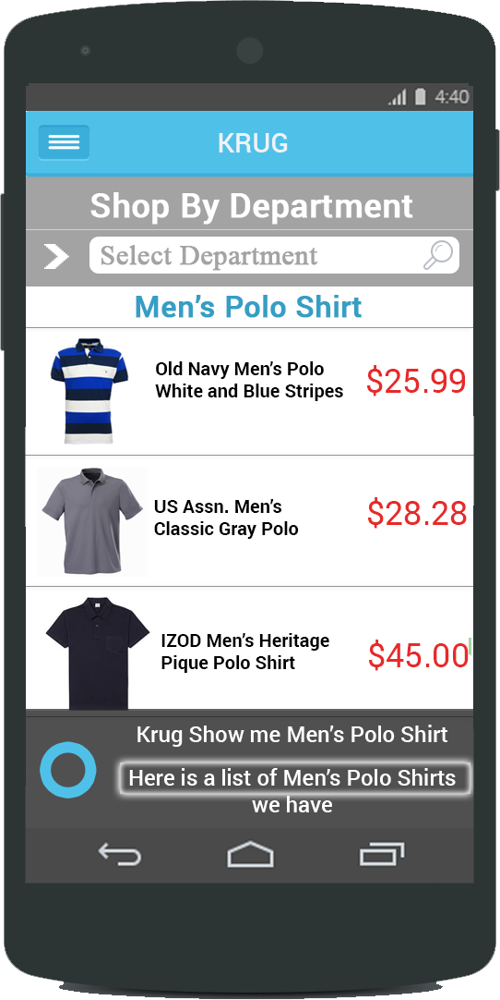 4:40
KRUG
Shop By Department
Select Department
Men's Polo Shirt
Old Navy Men's Polo
White and Blue Stripes
$25.99
US Assn. Men's
Classic Gray Polo
$28.28
IZOD Men's Heritage
Pique Polo Shirt
$45.00
Krug Show me Men's Polo Shirt
Here is a list of Men's Polo Shirts
we have